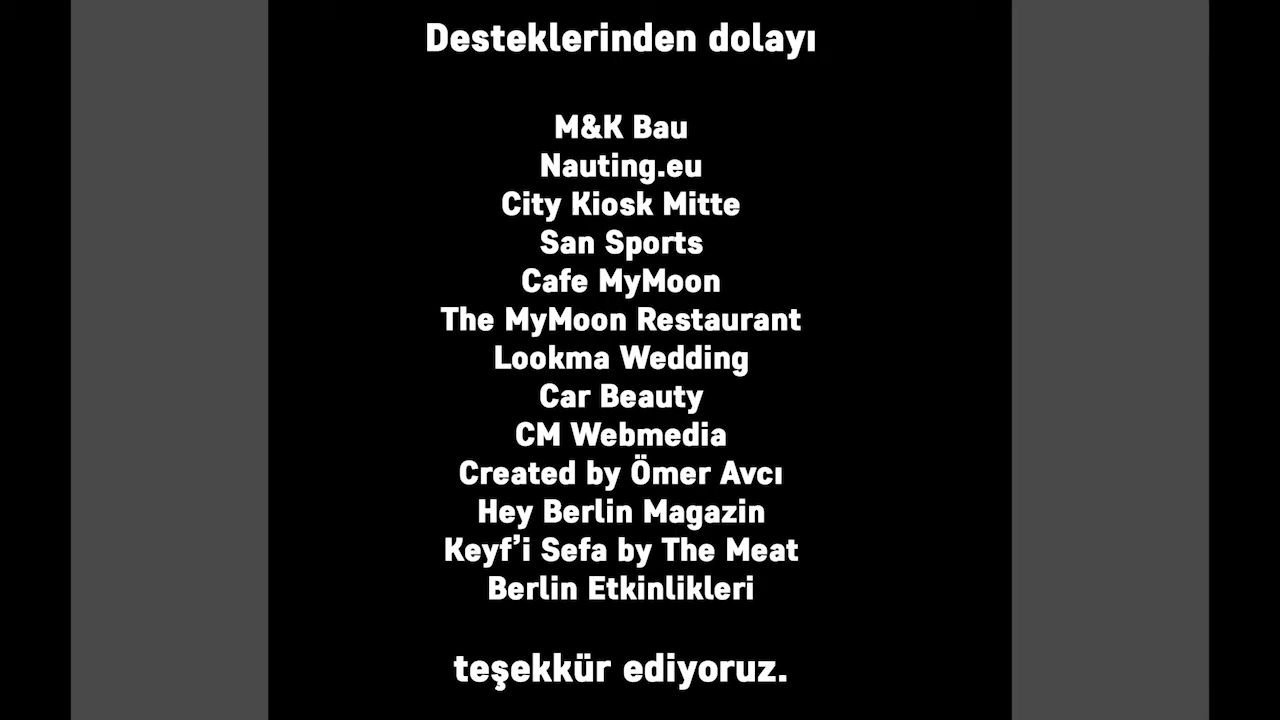 Desteklerinden dolayı
M&K Bau
Nauting.eu
City Kiosk Mitte
San Sports
Cafe MyMoon
The MyMoon Restaurant
Lookma Wedding
Car Beauty
CM Webmedia
Created by Ömer Avcı
Hey Berlin Magazin
Keyf’i Sefa by The Meat
Berlin Etkinlikleri
teşekkür ediyoruz.